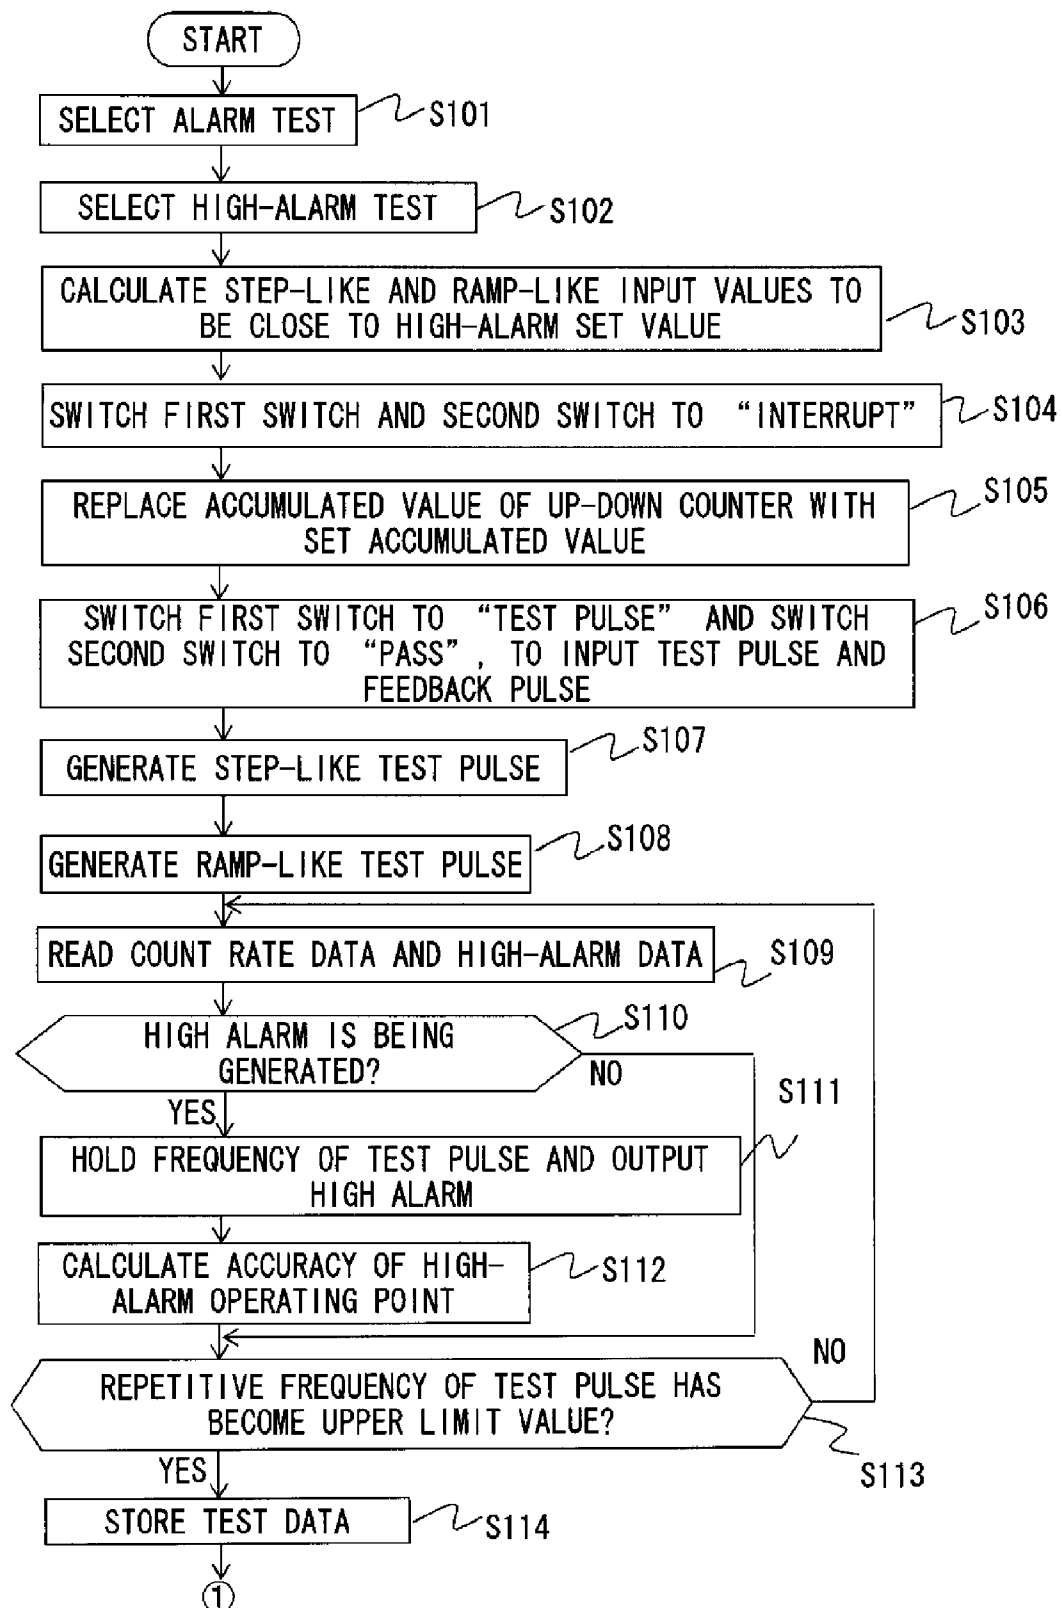 START
SELECT ALARM TEST
S101
SELECT HIGH-ALARM TEST
S102
CALCULATE STEP-LIKE AND RAMP-LIKE INPUT VALUES TO
BE CLOSE TO HIGH-ALARM SET VALUE
S103
SWITCH FIRST SWITCH AND SECOND SWITCH TO “INTERRUPT”
S104
REPLACE ACCUMULATED VALUE OF UP-DOWN COUNTER WITH
SET ACCUMULATED VALUE
S105
SWITCH FIRST SWITCH TO “TEST PULSE” AND SWITCH
SECOND SWITCH TO “PASS”, TO INPUT TEST PULSE AND
FEEDBACK PULSE
S106
GENERATE STEP-LIKE TEST PULSE
S107
GENERATE RAMP-LIKE TEST PULSE
S108
READ COUNT RATE DATA AND HIGH-ALARM DATA
S109
HIGH ALARM IS BEING
GENERATED?
S110
NO
YES
HOLD FREQUENCY OF TEST PULSE AND OUTPUT
HIGH ALARM
S111
CALCULATE ACCURACY OF HIGH-
ALARM OPERATING POINT
S112
REPETITIVE FREQUENCY OF TEST PULSE HAS
BECOME UPPER LIMIT VALUE?
NO
S113
YES
STORE TEST DATA
S114
1